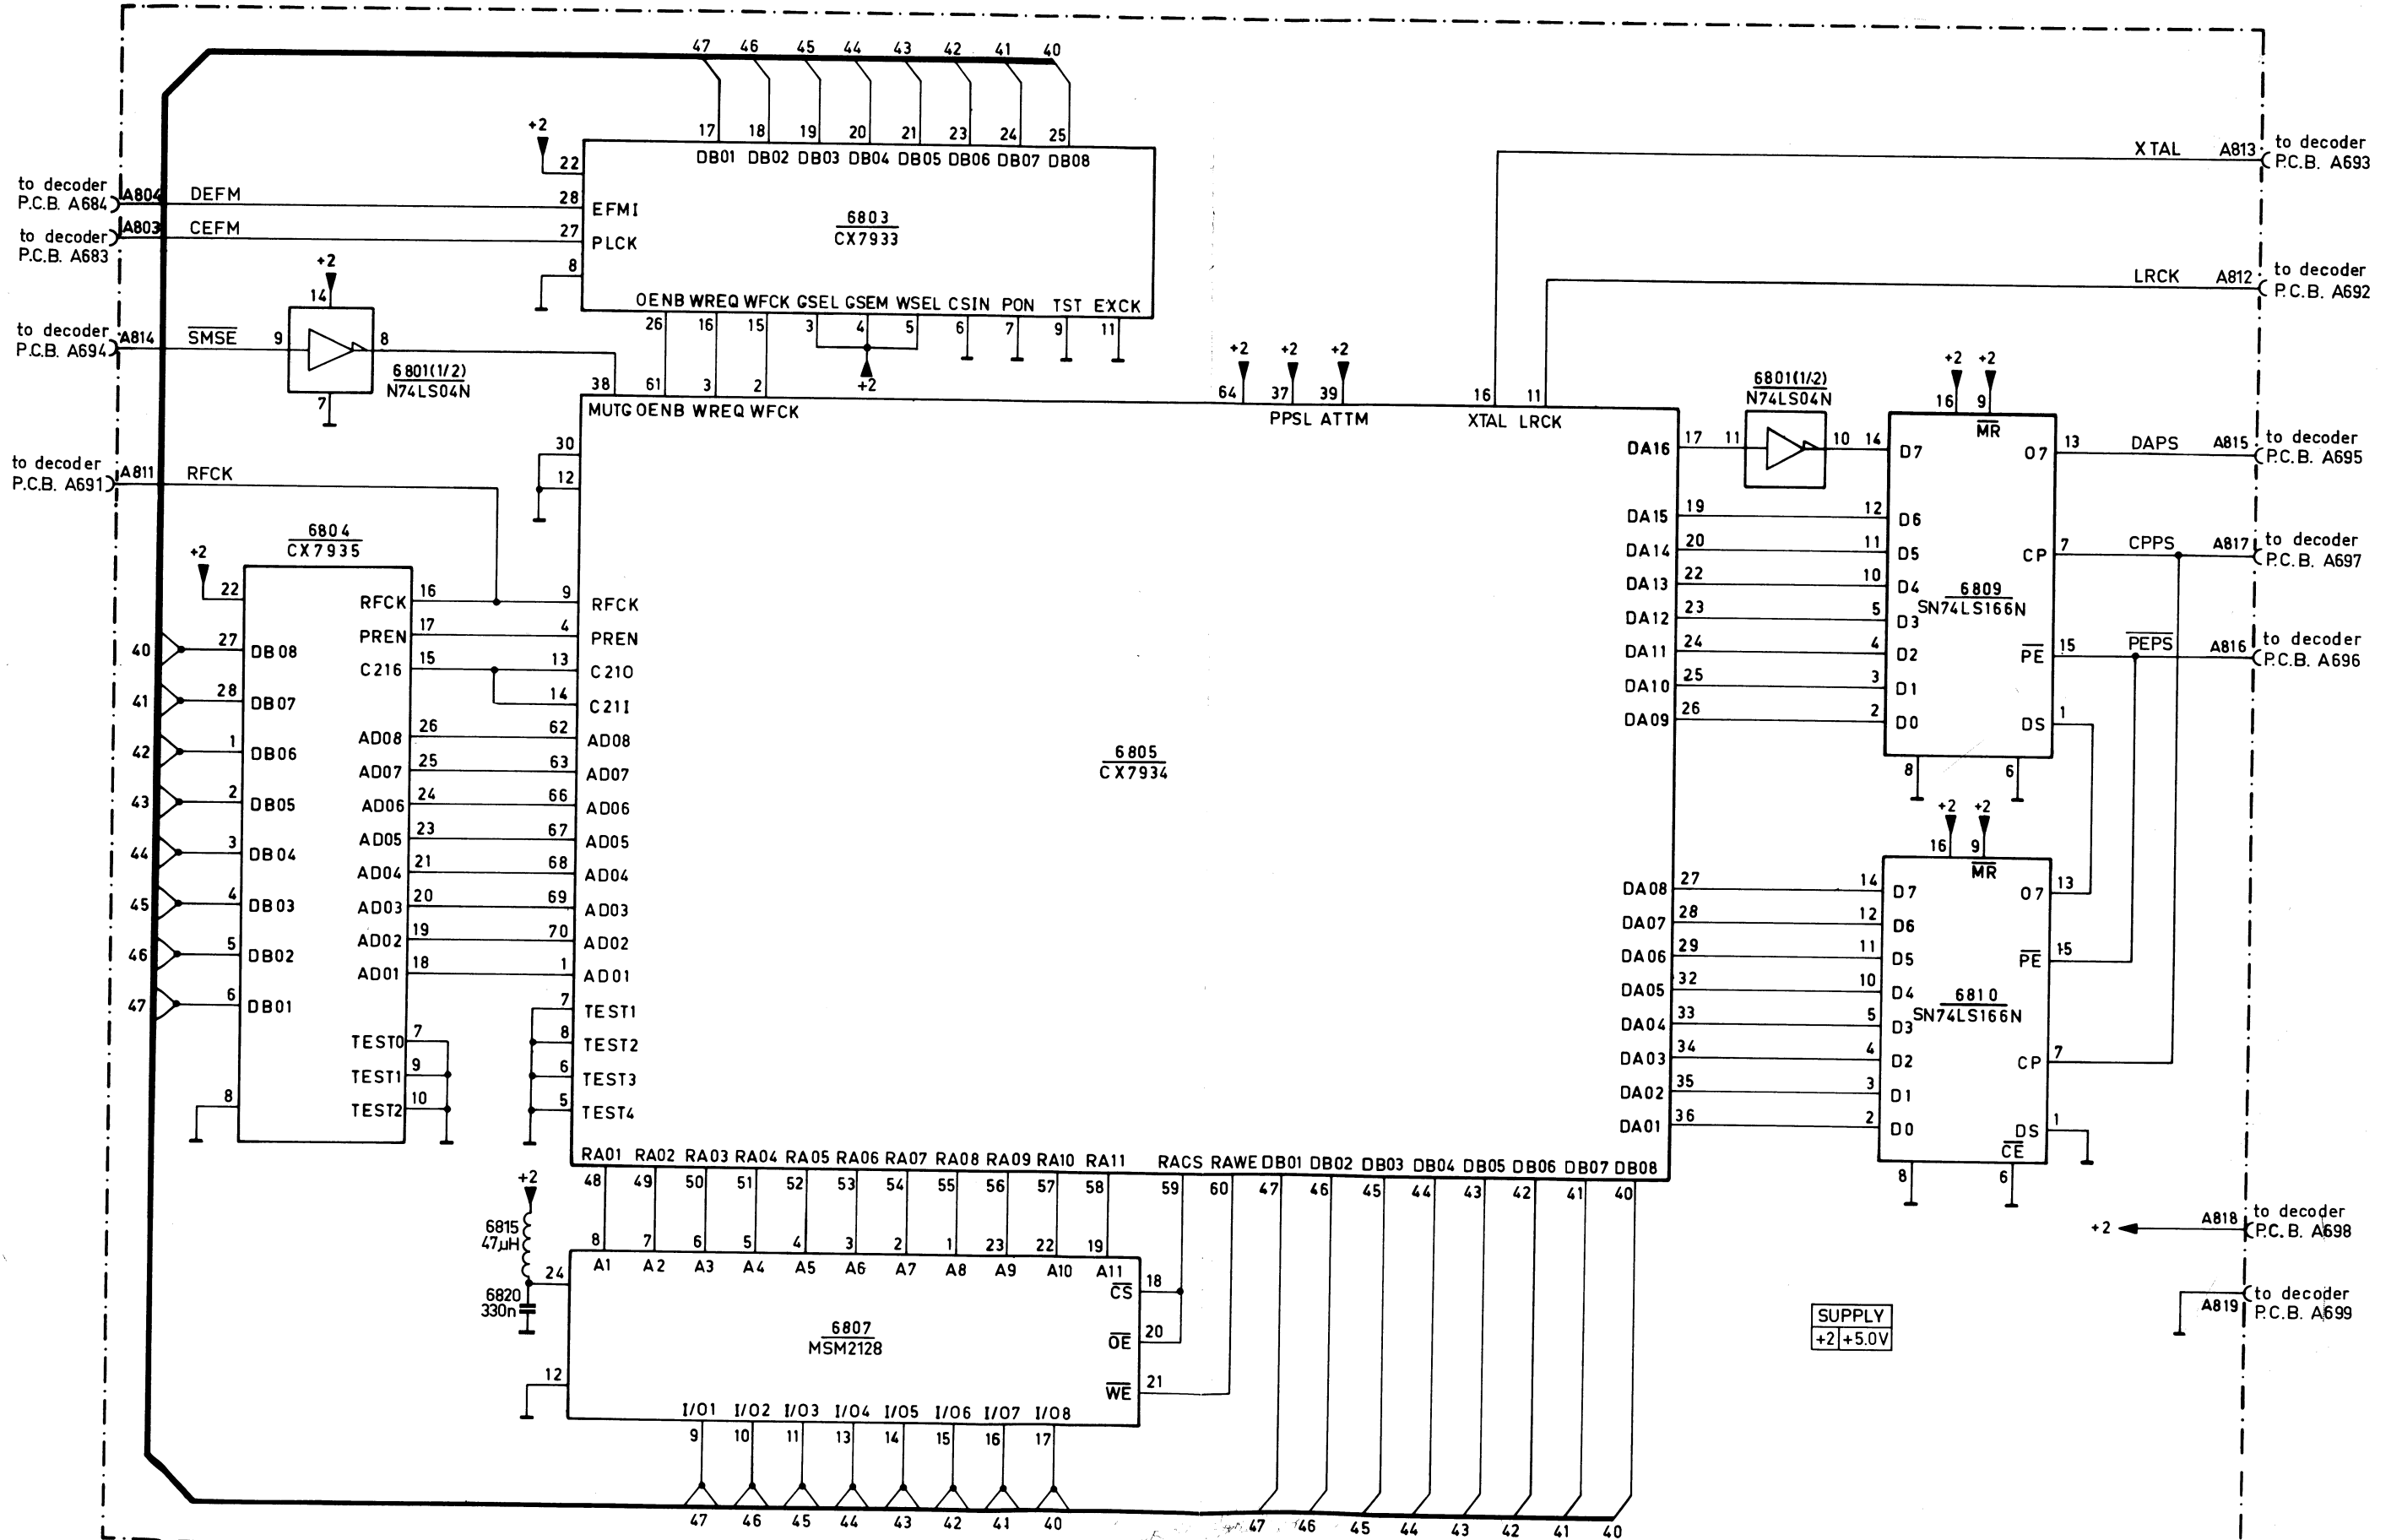 47 46 45 44 43 42 41 40
+2
17 18 19 20 21 23 24 25
DB01 DB02 DB03 DB04 DB05 DB06 DB07 DB08
22
28 EFMI
27 PLCK
8
6803
CX7933
OENB WREQ WFCK GSEL GSEM WSEL CSIN PON TST EXCK
26 16 15 3 4 5 6 7 9 11
+2
to decoder
P.C.B. A684
A804 DEFM
to decoder
P.C.B. A683
A803 CEFM
to decoder
P.C.B. A694
A814 SMSE
+2
14
9 8
7
6801(1/2)
N74LS04N
to decoder
P.C.B. A691
A811 RFCK
XTAL A813
to decoder
P.C.B. A693
LRCK A812
to decoder
P.C.B. A692
+2 +2 +2
38 61 3 2 64 37 39 16 11
MUTG OENB WREQ WFCK PPSL ATTM XTAL LRCK
30
12
6804
CX7935
+2
22
RFCK 16 9 RFCK
PREN 17 4 PREN
C216 15 13 C210
14 C21I
40 27 DB08
41 28 DB07
42 1 DB06
43 2 DB05
44 3 DB04
45 4 DB03
46 5 DB02
47 6 DB01
8
AD08 26 62 AD08
AD07 25 63 AD07
AD06 24 66 AD06
AD05 23 67 AD05
AD04 21 68 AD04
AD03 20 69 AD03
AD02 19 70 AD02
AD01 18 1 AD01
TEST0 7
TEST1 9
TEST2 10
7 TEST1
8 TEST2
6 TEST3
5 TEST4
6805
CX7934
6801(1/2)
N74LS04N
DA16 17 11 10 14 D7
DA15 19 12 D6
DA14 20 11 D5
DA13 22 10 D4
DA12 23 5 D3
DA11 24 4 D2
DA10 25 3 D1
DA09 26 2 D0
+2 +2
16 9
MR
6809
SN74LS166N
O7 13 DAPS A815
to decoder
P.C.B. A695
CP 7 CPPS A817
to decoder
P.C.B. A697
PE 15 PEPS A816
to decoder
P.C.B. A696
DS 1
8 6
+2 +2
16 9
MR
DA08 27 14 D7
DA07 28 12 D6
DA06 29 11 D5
DA05 32 10 D4
DA04 33 5 D3
DA03 34 4 D2
DA02 35 3 D1
DA01 36 2 D0
6810
SN74LS166N
O7 13
PE 15
CP 7
DS 1
CE
8 6
RA01 RA02 RA03 RA04 RA05 RA06 RA07 RA08 RA09 RA10 RA11 RACS RAWE DB01 DB02 DB03 DB04 DB05 DB06 DB07 DB08
48 49 50 51 52 53 54 55 56 57 58 59 60 47 46 45 44 43 42 41 40
+2
6815
47µH
6820
330n
24
12
8 7 6 5 4 3 2 1 23 22 19
A1 A2 A3 A4 A5 A6 A7 A8 A9 A10 A11
CS 18
OE 20
WE 21
6807
MSM2128
I/O1 I/O2 I/O3 I/O4 I/O5 I/O6 I/O7 I/O8
9 10 11 13 14 15 16 17
47 46 45 44 43 42 41 40
47 46 45 44 43 42 41 40
+2 A818
to decoder
P.C.B. A698
A819
to decoder
P.C.B. A699
SUPPLY
+2 +5.0V